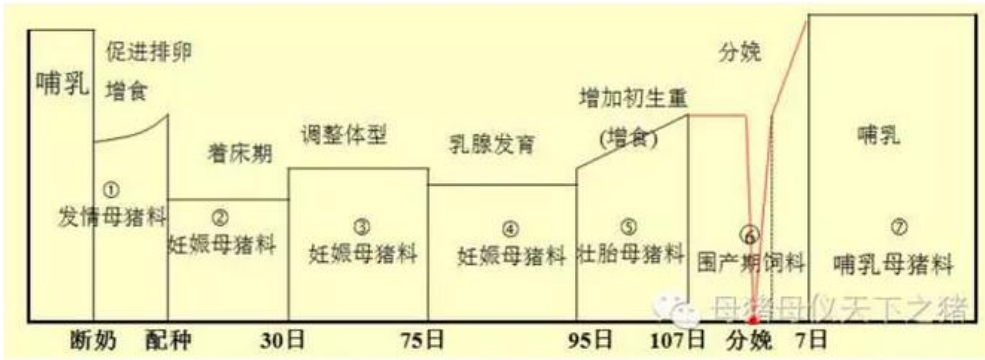 哺乳
促进排卵
增食
着床期
调整体型
乳腺发育
增加初生重
(增食)
分娩
哺乳
①
发情母猪料
②
妊娠母猪料
③
妊娠母猪料
④
妊娠母猪料
⑤
壮胎母猪料
⑥
围产期饲料
⑦
哺乳母猪料
母猪母仪天下之猪
断奶 配种 30日 75日 95日 107日 分娩 7日